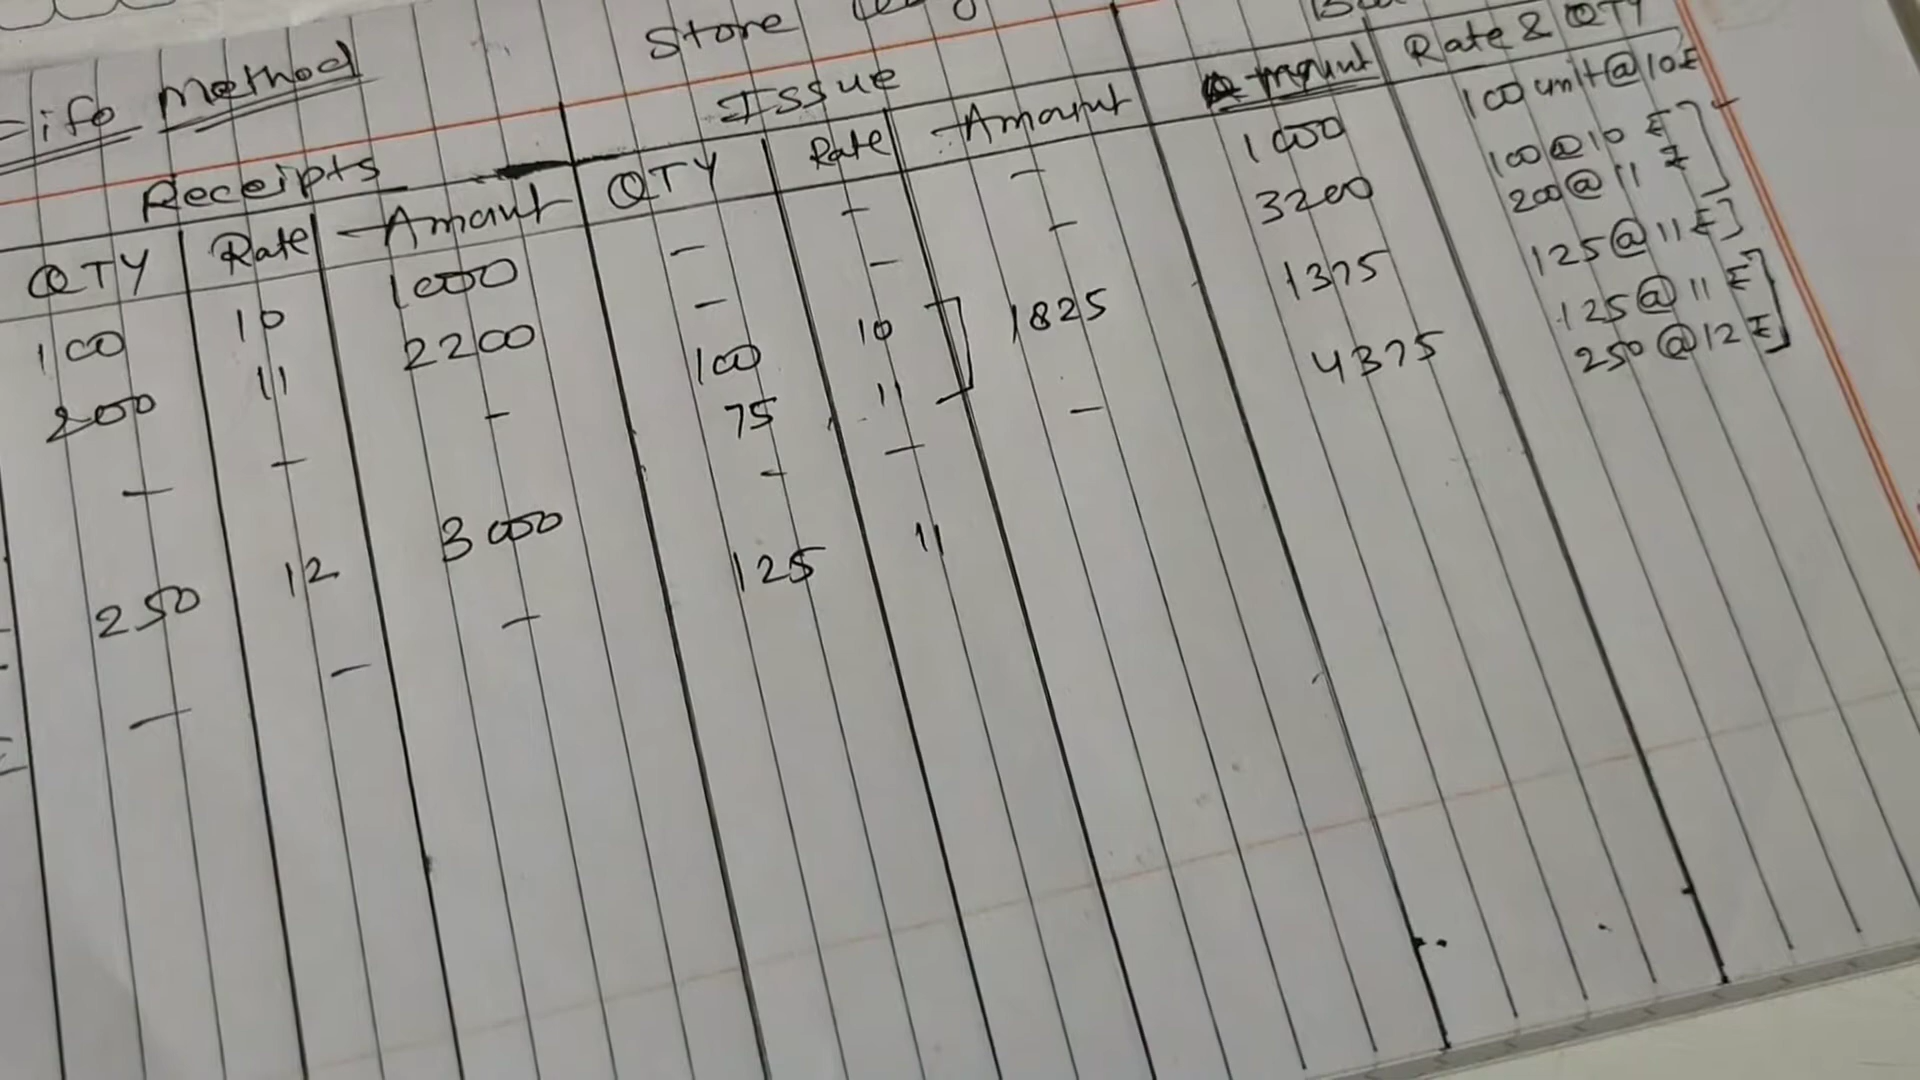 Method
Store
Receipts
Issue
Rate & QTY
QTY Rate Amount QTY Rate Amount Amount
100 10 1000 - - - 1000 100 unit @ 10 ₹
200 11 2200 - - - 3200 100 @ 10 ₹
200 @ 11 ₹
- - - 100 10 1825 1375 125 @ 11 ₹
75 11
250 12 3000 - - - 4375 125 @ 11 ₹
250 @ 12 ₹
- - - 125 11